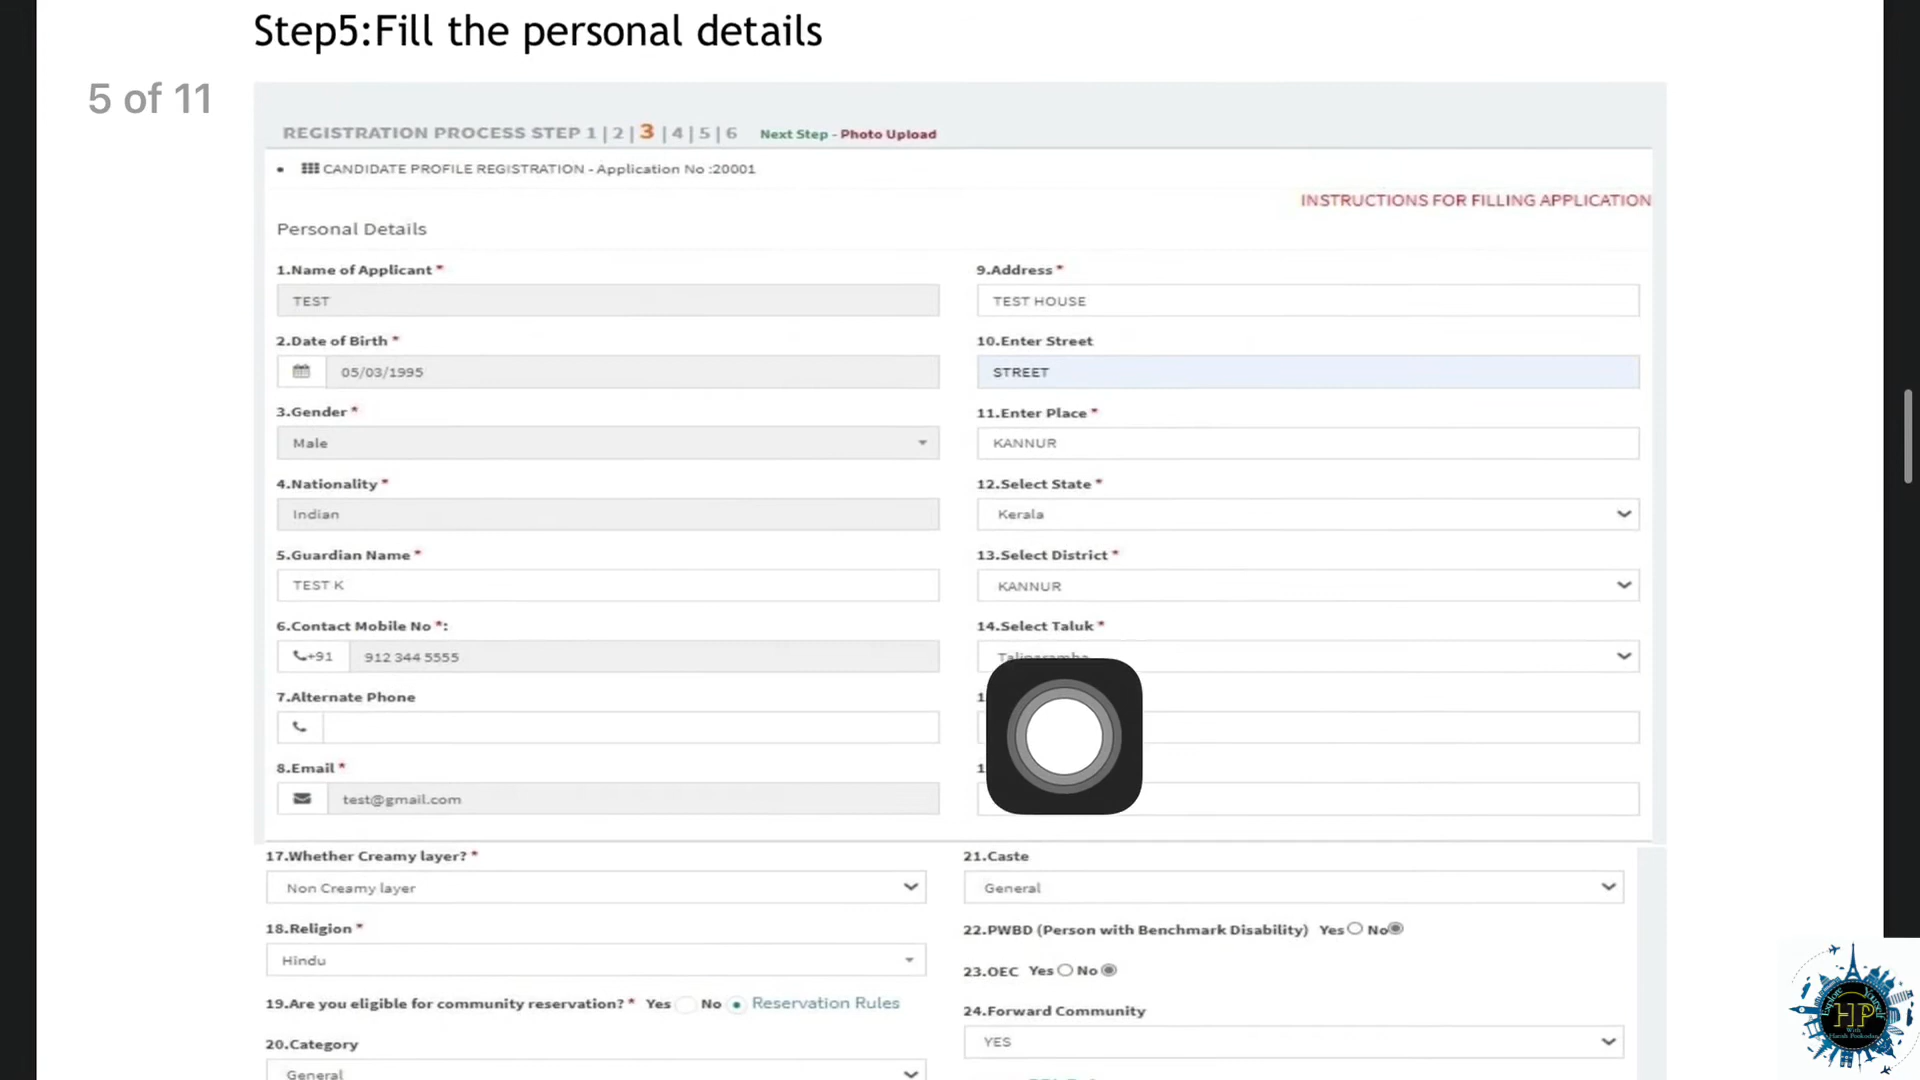 Step5:Fill the personal details
5 of 11
REGISTRATION PROCESS STEP 1 | 2 | 3 | 4 | 5 | 6 Next Step - Photo Upload
CANDIDATE PROFILE REGISTRATION - Application No :20001
INSTRUCTIONS FOR FILLING APPLICATION
Personal Details
1.Name of Applicant *
TEST
2.Date of Birth *
05/03/1995
3.Gender *
Male
4.Nationality *
Indian
5.Guardian Name *
TEST K
6.Contact Mobile No *:
+91 912 344 5555
7.Alternate Phone
8.Email *
test@gmail.com
9.Address *
TEST HOUSE
10.Enter Street
STREET
11.Enter Place *
KANNUR
12.Select State *
Kerala
13.Select District *
KANNUR
14.Select Taluk *
17.Whether Creamy layer? *
Non Creamy layer
18.Religion *
Hindu
19.Are you eligible for community reservation? * Yes No Reservation Rules
20.Category
General
21.Caste
General
22.PWBD (Person with Benchmark Disability) Yes No
23.OEC Yes No
24.Forward Community
YES
HP